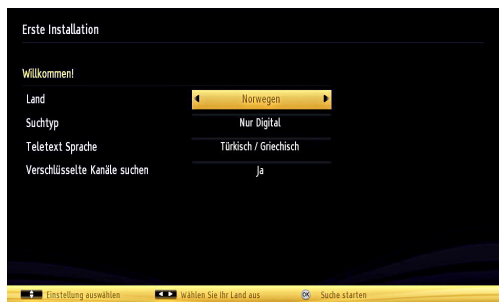 Erste Installation
Willkommen!
Land Norwegen
Suchtyp Nur Digital
Teletext Sprache Türkisch / Griechisch
Verschlüsselte Kanäle suchen Ja
Einstellung auswählen Wählen Sie Ihr Land aus OK Suche starten